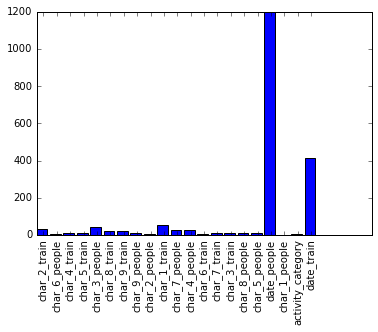 1200
1000
800
600
400
200
0
char_2_train
char_6_people
char_4_train
char_5_train
char_3_people
char_8_train
char_9_train
char_9_people
char_2_people
char_1_train
char_7_people
char_4_people
char_6_train
char_7_train
char_3_train
char_8_people
char_5_people
date_people
char_1_people
activity_category
date_train